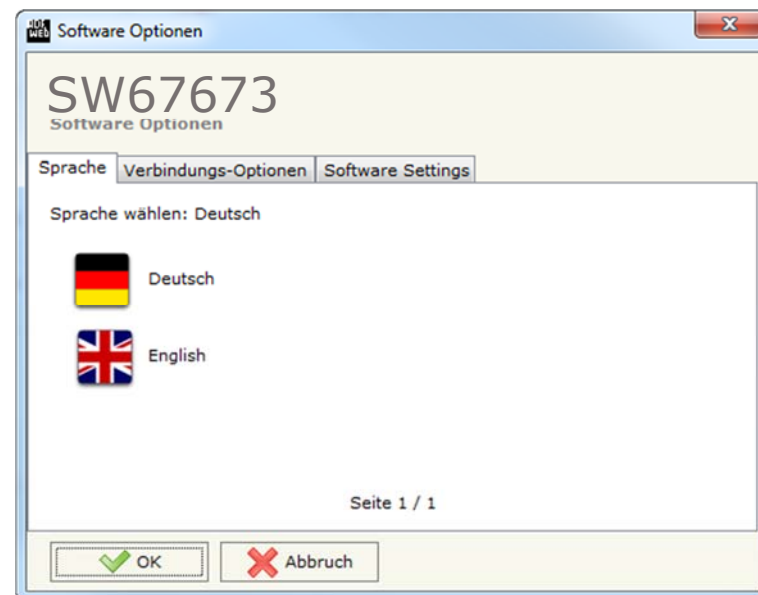 Software Optionen
SW67673
Software Optionen
Sprache Verbindungs-Optionen Software Settings
Sprache wählen: Deutsch
Deutsch
English
Seite 1 / 1
OK Abbruch